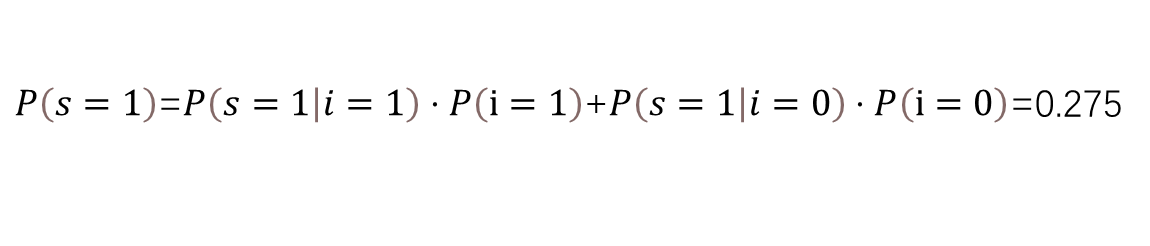 P(s = 1)=P(s = 1|i = 1) · P(i = 1)+P(s = 1|i = 0) · P(i = 0)=0.275